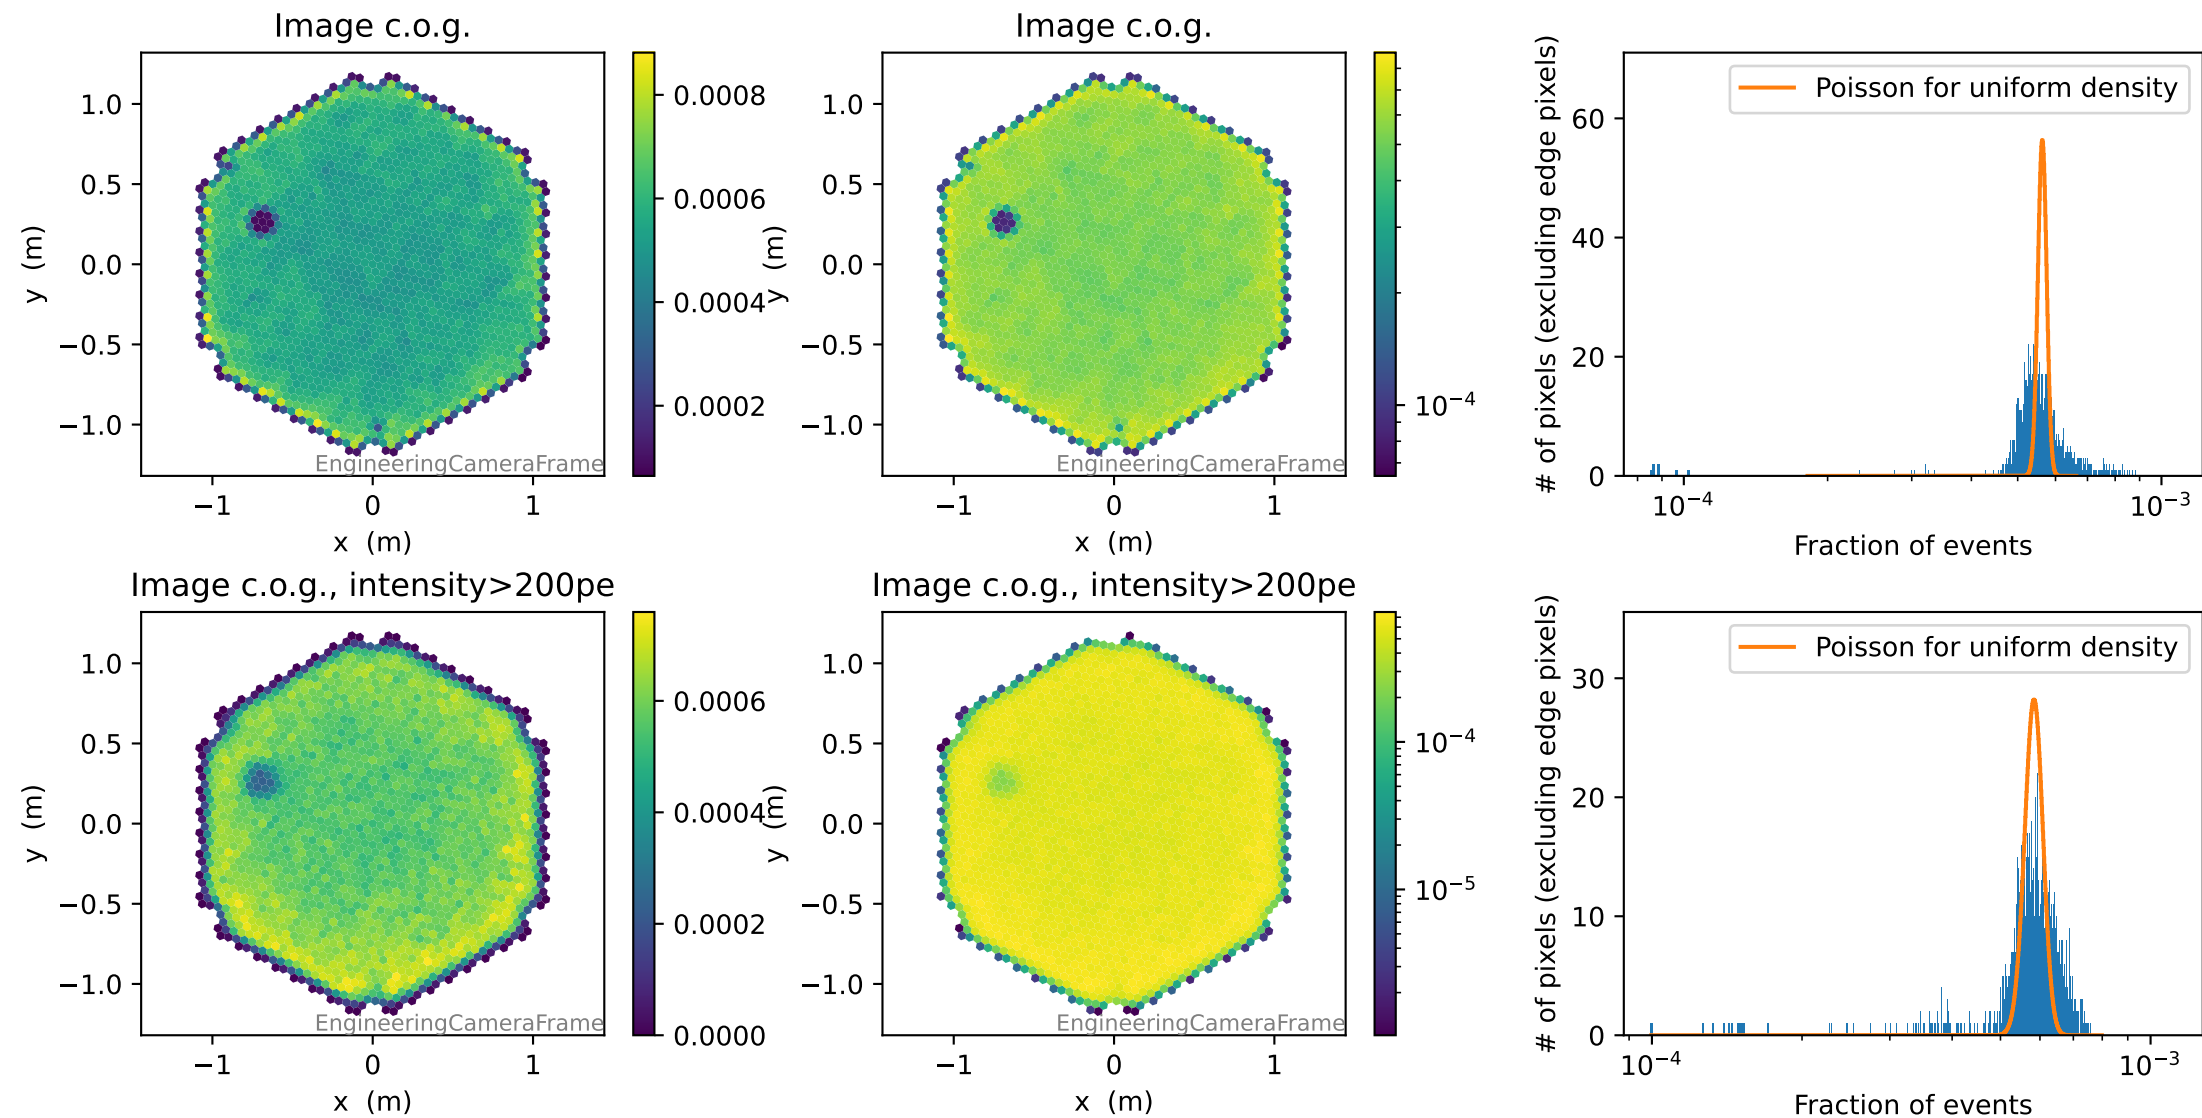 Image c.o.g.
1.0
0.5
0.0
−0.5
−1.0
y (m)
−1
0
1
x (m)
EngineeringCameraFrame
0.0008
0.0006
0.0004
0.0002
Image c.o.g.
1.0
0.5
0.0
−0.5
−1.0
y (m)
−1
0
1
x (m)
EngineeringCameraFrame
10⁻⁴
# of pixels (excluding edge pixels)
60
40
20
0
Poisson for uniform density
10⁻⁴
10⁻³
Fraction of events
Image c.o.g., intensity>200pe
1.0
0.5
0.0
−0.5
−1.0
y (m)
−1
0
1
x (m)
EngineeringCameraFrame
0.0006
0.0004
0.0002
0.0000
Image c.o.g., intensity>200pe
1.0
0.5
0.0
−0.5
−1.0
y (m)
−1
0
1
x (m)
EngineeringCameraFrame
10⁻⁴
10⁻⁵
# of pixels (excluding edge pixels)
30
20
10
0
Poisson for uniform density
10⁻⁴
10⁻³
Fraction of events